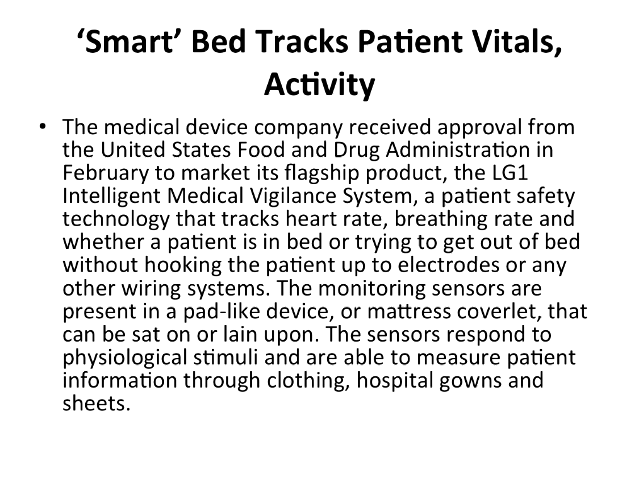 ‘Smart’ Bed Tracks Patient Vitals,
Activity
• The medical device company received approval from
the United States Food and Drug Administration in
February to market its flagship product, the LG1
Intelligent Medical Vigilance System, a patient safety
technology that tracks heart rate, breathing rate and
whether a patient is in bed or trying to get out of bed
without hooking the patient up to electrodes or any
other wiring systems. The monitoring sensors are
present in a pad-like device, or mattress coverlet, that
can be sat on or lain upon. The sensors respond to
physiological stimuli and are able to measure patient
information through clothing, hospital gowns and
sheets.